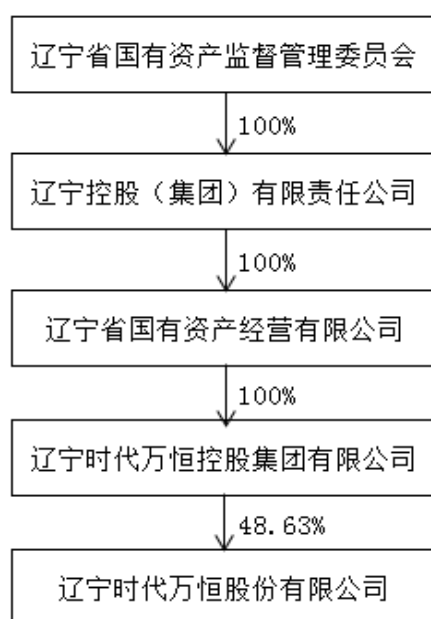 辽宁省国有资产监督管理委员会
100%
辽宁控股（集团）有限责任公司
100%
辽宁省国有资产经营有限公司
100%
辽宁时代万恒控股集团有限公司
48.63%
辽宁时代万恒股份有限公司